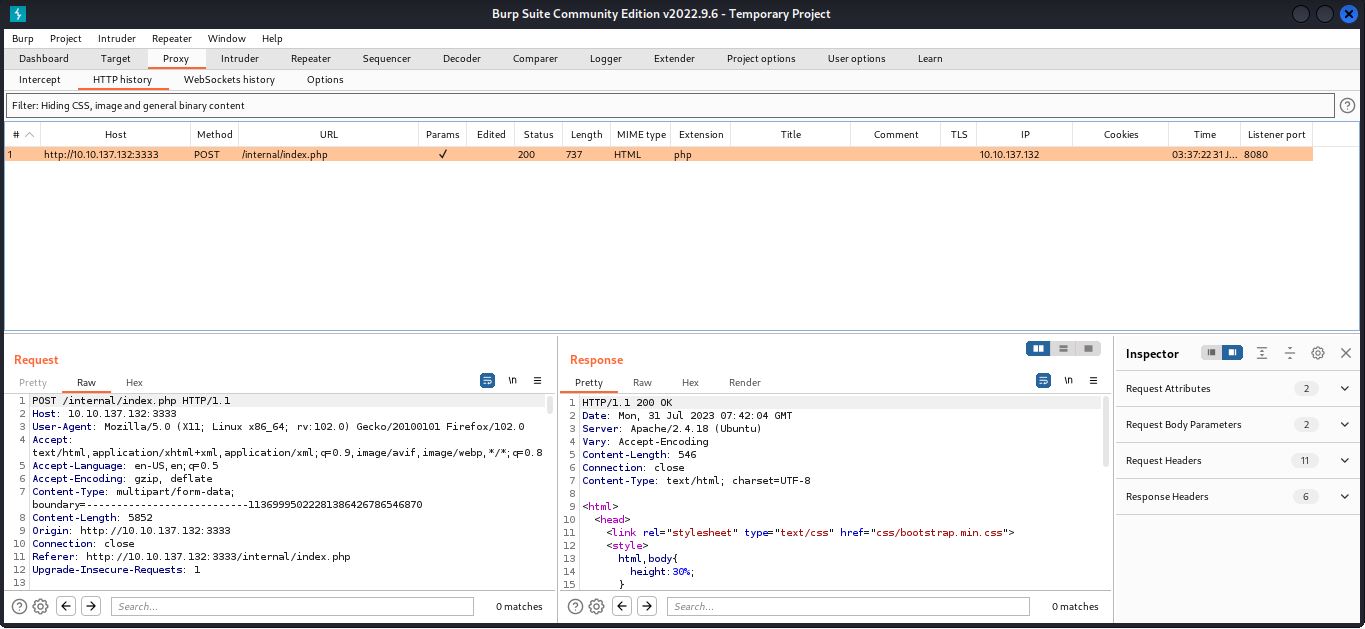 Burp Suite Community Edition v2022.9.6 - Temporary Project
Burp Project Intruder Repeater Window Help
Dashboard Target Proxy Intruder Repeater Sequencer Decoder Comparer Logger Extender Project options User options Learn
Intercept HTTP history WebSockets history Options
Filter: Hiding CSS, image and general binary content
# Host Method URL Params Edited Status Length MIME type Extension Title Comment TLS IP Cookies Time Listener port
1 http://10.10.137.132:3333 POST /internal/index.php ✓ 200 737 HTML php 10.10.137.132 03:37:22 31 J... 8080
Request
Pretty Raw Hex \n
1 POST /internal/index.php HTTP/1.1
2 Host: 10.10.137.132:3333
3 User-Agent: Mozilla/5.0 (X11; Linux x86_64; rv:102.0) Gecko/20100101 Firefox/102.0
4 Accept:
text/html,application/xhtml+xml,application/xml;q=0.9,image/avif,image/webp,*/*;q=0.8
5 Accept-Language: en-US,en;q=0.5
6 Accept-Encoding: gzip, deflate
7 Content-Type: multipart/form-data;
boundary=---------------------------11369995022281386426786546870
8 Content-Length: 5852
9 Origin: http://10.10.137.132:3333
10 Connection: close
11 Referer: http://10.10.137.132:3333/internal/index.php
12 Upgrade-Insecure-Requests: 1
13
Search... 0 matches
Response
Pretty Raw Hex Render \n
1 HTTP/1.1 200 OK
2 Date: Mon, 31 Jul 2023 07:42:04 GMT
3 Server: Apache/2.4.18 (Ubuntu)
4 Vary: Accept-Encoding
5 Content-Length: 546
6 Connection: close
7 Content-Type: text/html; charset=UTF-8
8
9 <html>
10 <head>
11 <link rel="stylesheet" type="text/css" href="css/bootstrap.min.css">
12 <style>
13 html,body{
14 height:30%;
15 }
Search... 0 matches
Inspector
Request Attributes 2
Request Body Parameters 2
Request Headers 11
Response Headers 6